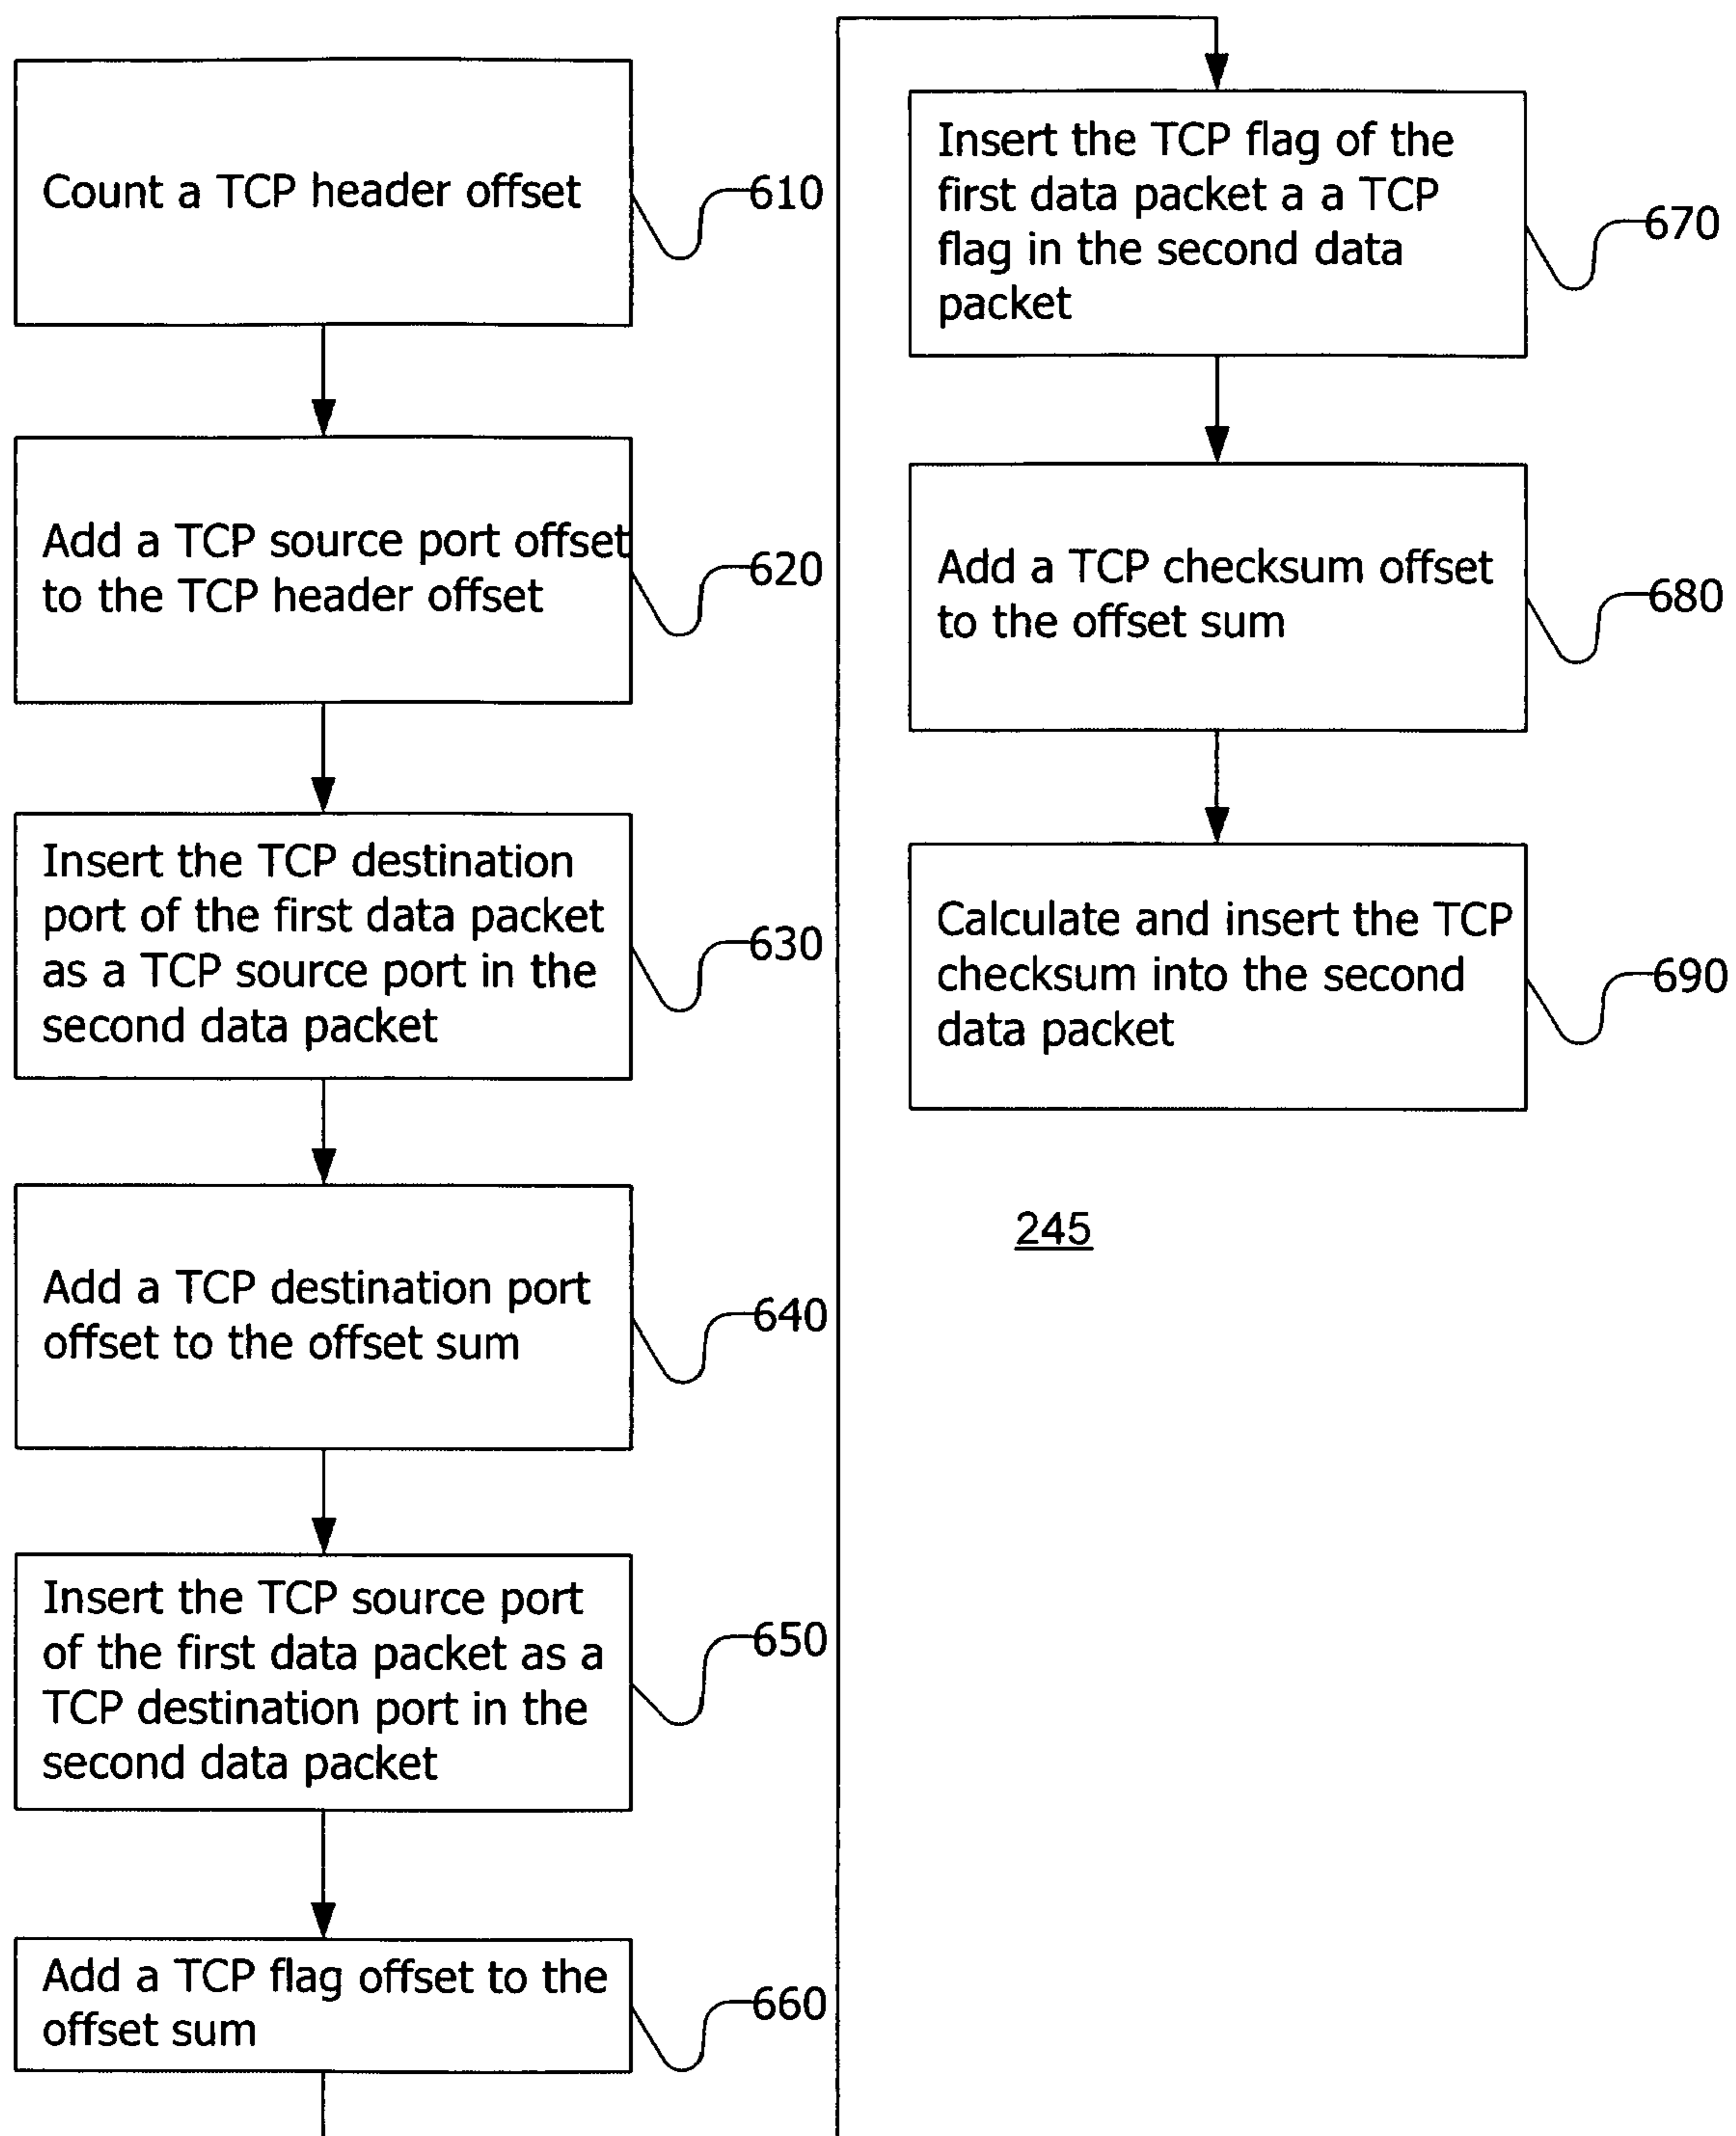 Count a TCP header offset
610
Add a TCP source port offset
to the TCP header offset
620
Insert the TCP destination
port of the first data packet
as a TCP source port in the
second data packet
630
Add a TCP destination port
offset to the offset sum
640
Insert the TCP source port
of the first data packet as a
TCP destination port in the
second data packet
650
Add a TCP flag offset to the
offset sum
660
Insert the TCP flag of the
first data packet a a TCP
flag in the second data
packet
670
Add a TCP checksum offset
to the offset sum
680
Calculate and insert the TCP
checksum into the second
data packet
690
245